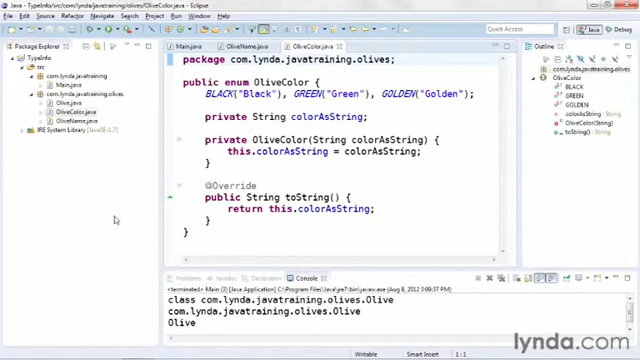 Java - TypeInfo/src/com/lynda/javatraining/olives/OliveColor.java - Eclipse
File Edit Source Refactor Navigate Search Project Run Window Help
Java Debug
Package Explorer
TypeInfo
src
com.lynda.javatraining
Main.java
com.lynda.javatraining.olives
Olive.java
OliveColor.java
OliveName.java
JRE System Library [JavaSE-1.7]
Main.java OliveName.java OliveColor.java
package com.lynda.javatraining.olives;
public enum OliveColor {
BLACK("Black"), GREEN("Green"), GOLDEN("Golden");
private String colorAsString;
private OliveColor(String colorAsString) {
this.colorAsString = colorAsString;
}
@Override
public String toString() {
return this.colorAsString;
}
}
Outline
com.lynda.javatraining.olives
OliveColor
BLACK
GREEN
GOLDEN
colorAsString : String
OliveColor(String)
toString() : String
Problems Javadoc Declaration Console
<terminated> Main (3) [Java Application] C:\Program Files\Java\jre7\bin\javaw.exe (Aug 8, 2012 3:09:37 PM)
class com.lynda.javatraining.olives.Olive
com.lynda.javatraining.olives.Olive
Olive
Writable Smart Insert 1 : 1
lynda.com